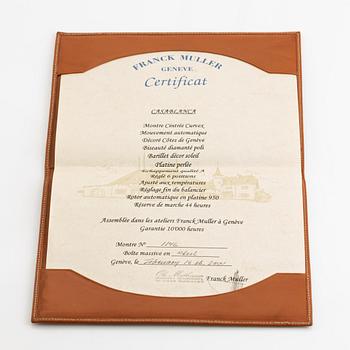 FRANCK MULLER
GENEVE
Certificat
CASABLANCA
Montre Cintrée Curvex
Mouvement automatique
Décoré Côtes de Genève
Biseauté diamanté poli
Barillet décor soleil
Platine perlée
Echappement qualité A
Réglé 6 positions
Ajusté aux températures
Réglage fin du balancier
Rotor automatique en platine 950
Réserve de marche 44 heures
Assemblée dans les ateliers Franck Muller à Genève
Garantie 10'000 heures
Montre N°
Boîte massive en
Genève, le February
Franck Muller